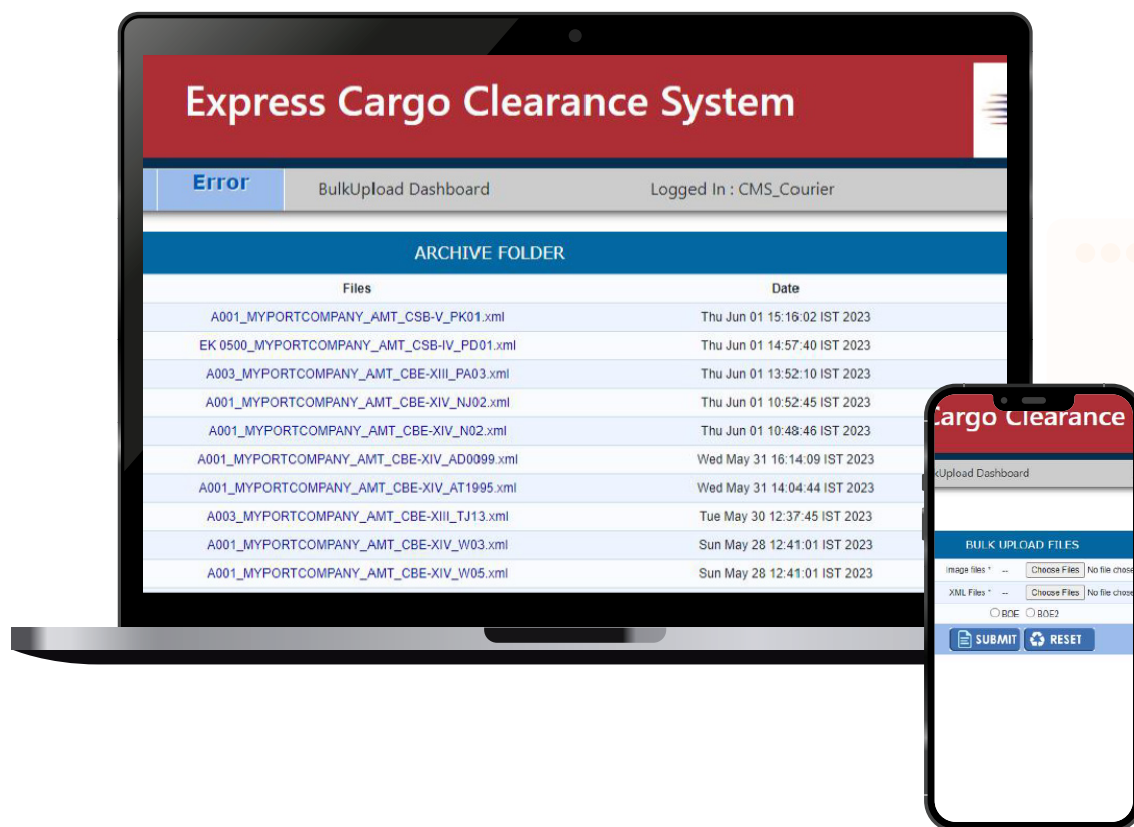 Express Cargo Clearance System
Error
BulkUpload Dashboard
Logged In : CMS_Courier
ARCHIVE FOLDER
Files Date
A001_MYPORTCOMPANY_AMT_CSB-V_PK01.xml Thu Jun 01 15:16:02 IST 2023
EK 0500_MYPORTCOMPANY_AMT_CSB-IV_PD01.xml Thu Jun 01 14:57:40 IST 2023
A003_MYPORTCOMPANY_AMT_CBE-XIII_PA03.xml Thu Jun 01 13:52:10 IST 2023
A001_MYPORTCOMPANY_AMT_CBE-XIV_NJ02.xml Thu Jun 01 10:52:45 IST 2023
A001_MYPORTCOMPANY_AMT_CBE-XIV_N02.xml Thu Jun 01 10:48:46 IST 2023
A001_MYPORTCOMPANY_AMT_CBE-XIV_AD0099.xml Wed May 31 16:14:09 IST 2023
A001_MYPORTCOMPANY_AMT_CBE-XIV_AT1995.xml Wed May 31 14:04:44 IST 2023
A003_MYPORTCOMPANY_AMT_CBE-XIII_TJ13.xml Tue May 30 12:37:45 IST 2023
A001_MYPORTCOMPANY_AMT_CBE-XIV_W03.xml Sun May 28 12:41:01 IST 2023
A001_MYPORTCOMPANY_AMT_CBE-XIV_W05.xml Sun May 28 12:41:01 IST 2023
Cargo Clearance
kUpload Dashboard
BULK UPLOAD FILES
Image files * -- Choose Files No file chose
XML Files * -- Choose Files No file chose
BOE BOE2
SUBMIT RESET